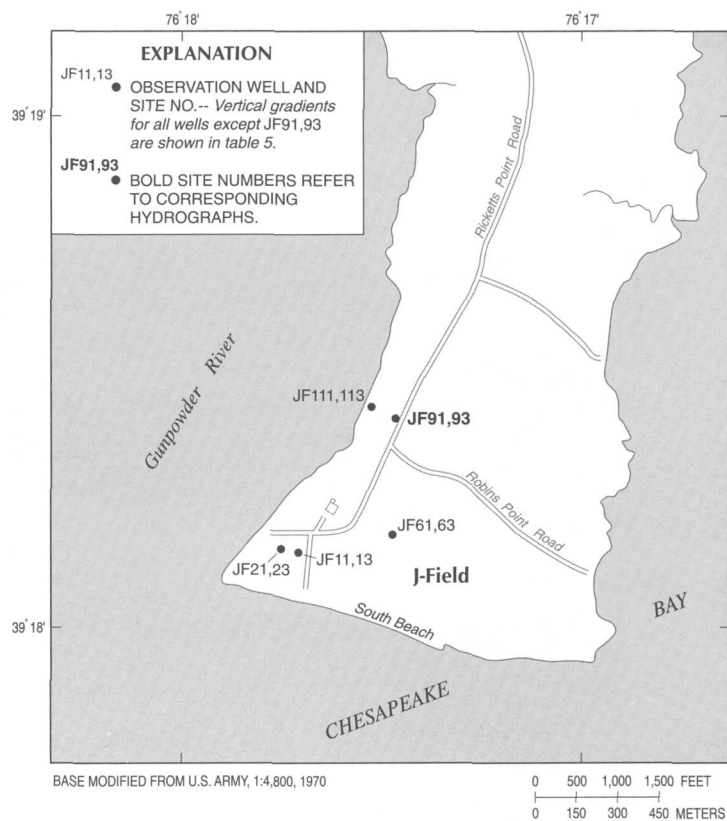 76° 18'
76° 17'
EXPLANATION
JF11,13
OBSERVATION WELL AND
SITE NO.-- Vertical gradients
for all wells except JF91,93
are shown in table 5.
JF91,93
BOLD SITE NUMBERS REFER
TO CORRESPONDING
HYDROGRAPHS.
39° 19'
Ricketts Point Road
Gunpowder River
JF111,113
JF91,93
Robins Point Road
JF61,63
JF21,23
JF11,13
J-Field
39° 18'
South Beach
BAY
CHESAPEAKE
BASE MODIFIED FROM U.S. ARMY, 1:4,800, 1970
0 500 1,000 1,500 FEET
0 150 300 450 METERS